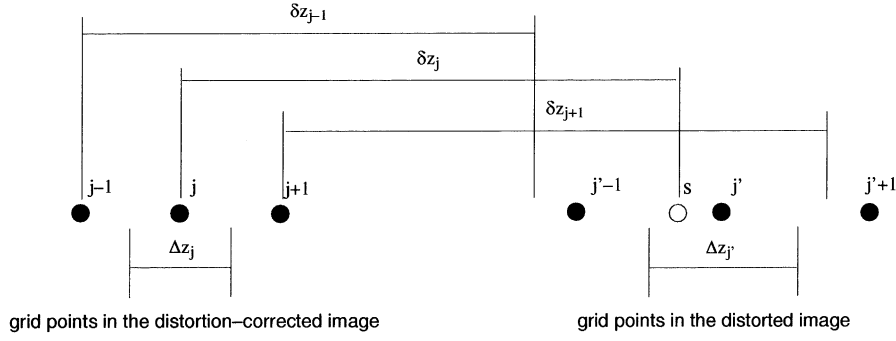 δz_{j−1}
δz_j
δz_{j+1}
j−1 j j+1 j'−1 s j' j'+1
Δz_j Δz_{j'}
grid points in the distortion−corrected image grid points in the distorted image